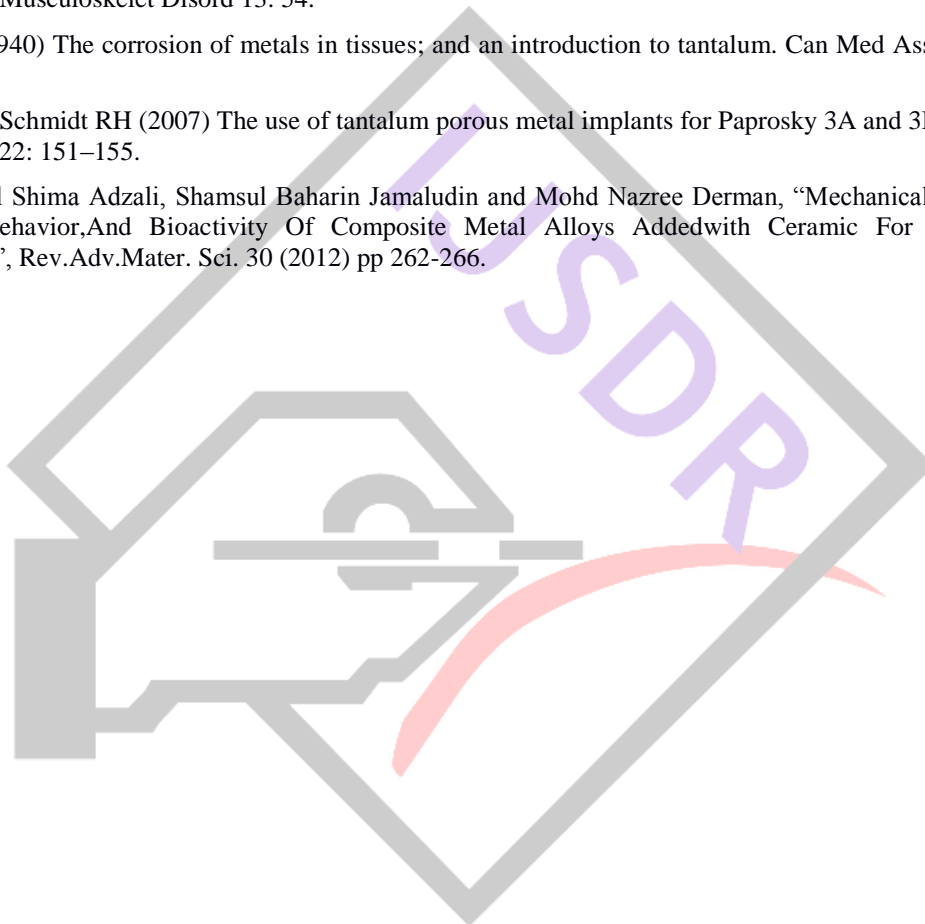 Musculoskelet Disord 13: 54.
940) The corrosion of metals in tissues; and an introduction to tantalum. Can Med Ass
Schmidt RH (2007) The use of tantalum porous metal implants for Paprosky 3A and 3
22: 151–155.
Shima Adzali, Shamsul Baharin Jamaludin and Mohd Nazree Derman, “Mechanical
ehavior,And Bioactivity Of Composite Metal Alloys Addedwith Ceramic For
”, Rev.Adv.Mater. Sci. 30 (2012) pp 262-266.
IJSDR